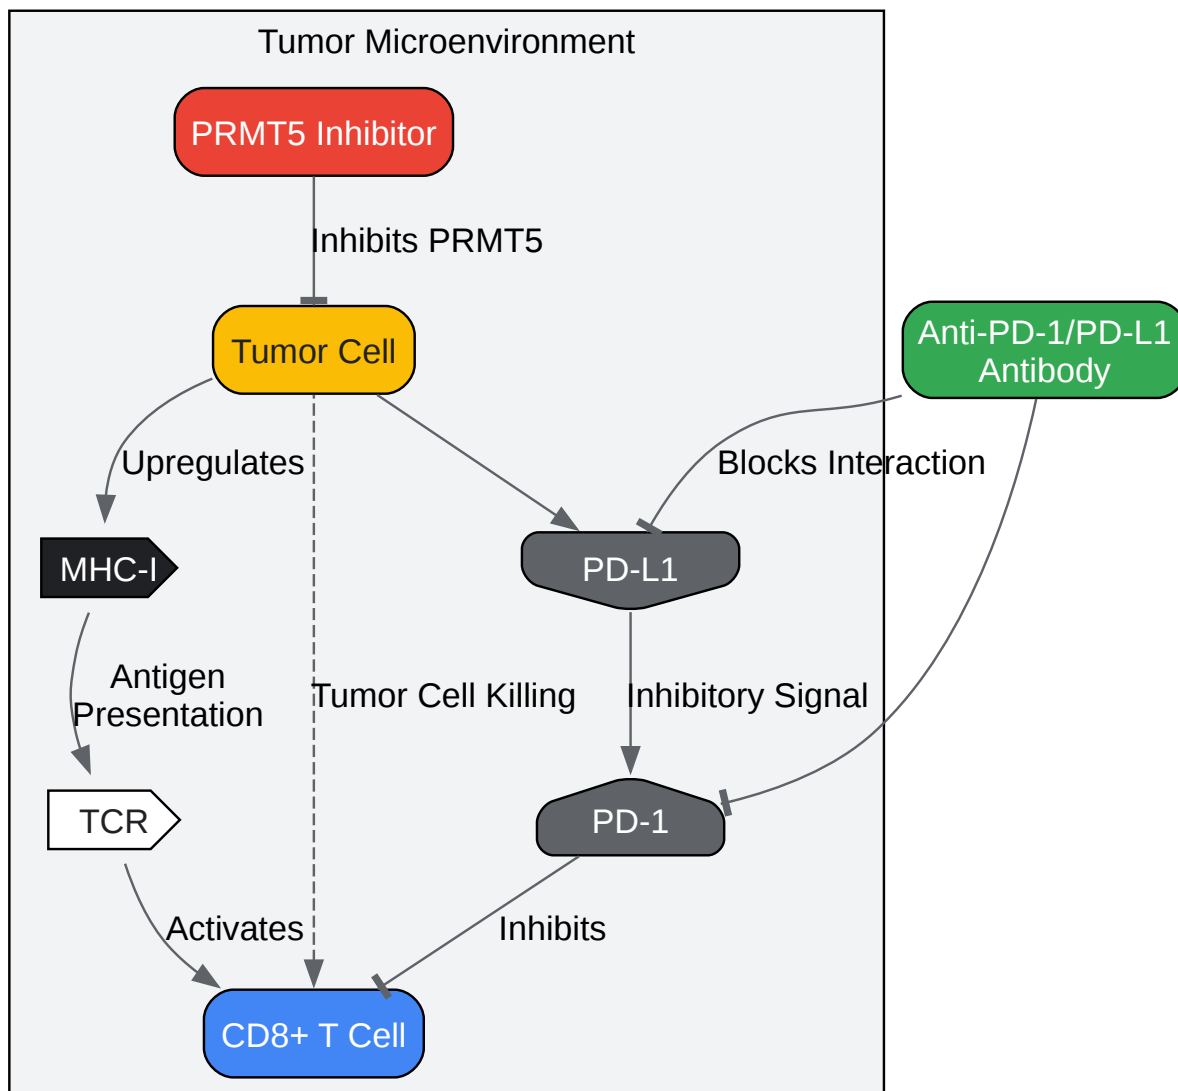 Tumor Microenvironment
PRMT5 Inhibitor
Inhibits PRMT5
Tumor Cell
Anti-PD-1/PD-L1
Antibody
Upregulates
Blocks Interaction
MHC-I
PD-L1
Antigen
Presentation
Tumor Cell Killing
Inhibitory Signal
TCR
PD-1
Activates
Inhibits
CD8+ T Cell